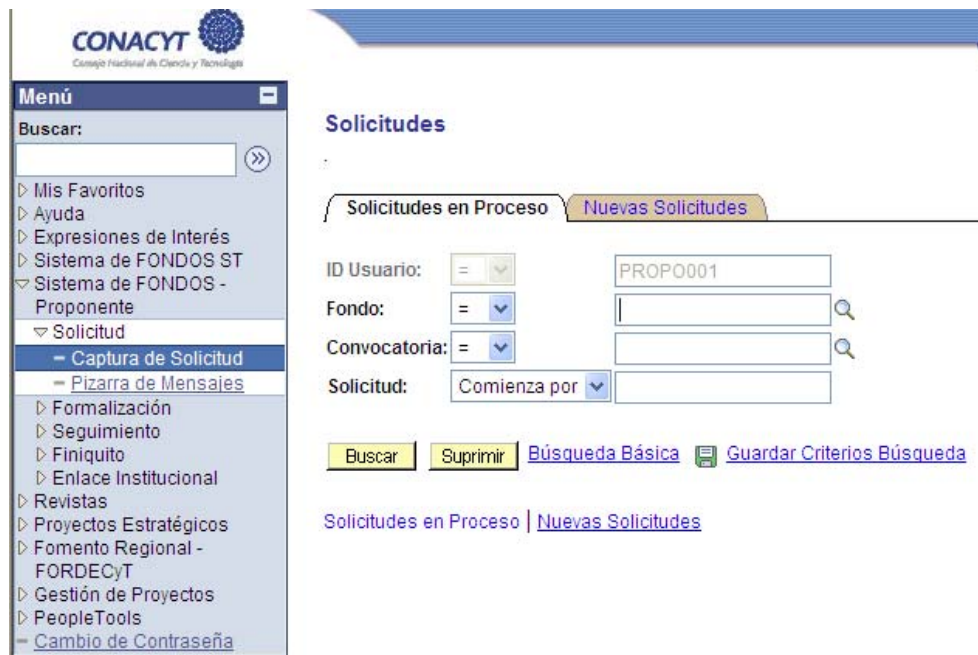 CONACYT
Consejo Nacional de Ciencia y Tecnología
Menú
Buscar:
Mis Favoritos
Ayuda
Expresiones de Interés
Sistema de FONDOS ST
Sistema de FONDOS -
Proponente
Solicitud
Captura de Solicitud
Pizarra de Mensajes
Formalización
Seguimiento
Finiquito
Enlace Institucional
Revistas
Proyectos Estratégicos
Fomento Regional -
FORDECyT
Gestión de Proyectos
PeopleTools
Cambio de Contraseña
Solicitudes
.
Solicitudes en Proceso Nuevas Solicitudes
ID Usuario: = PROPO001
Fondo: =
Convocatoria: =
Solicitud: Comienza por
Buscar Suprimir Búsqueda Básica Guardar Criterios Búsqueda
Solicitudes en Proceso | Nuevas Solicitudes